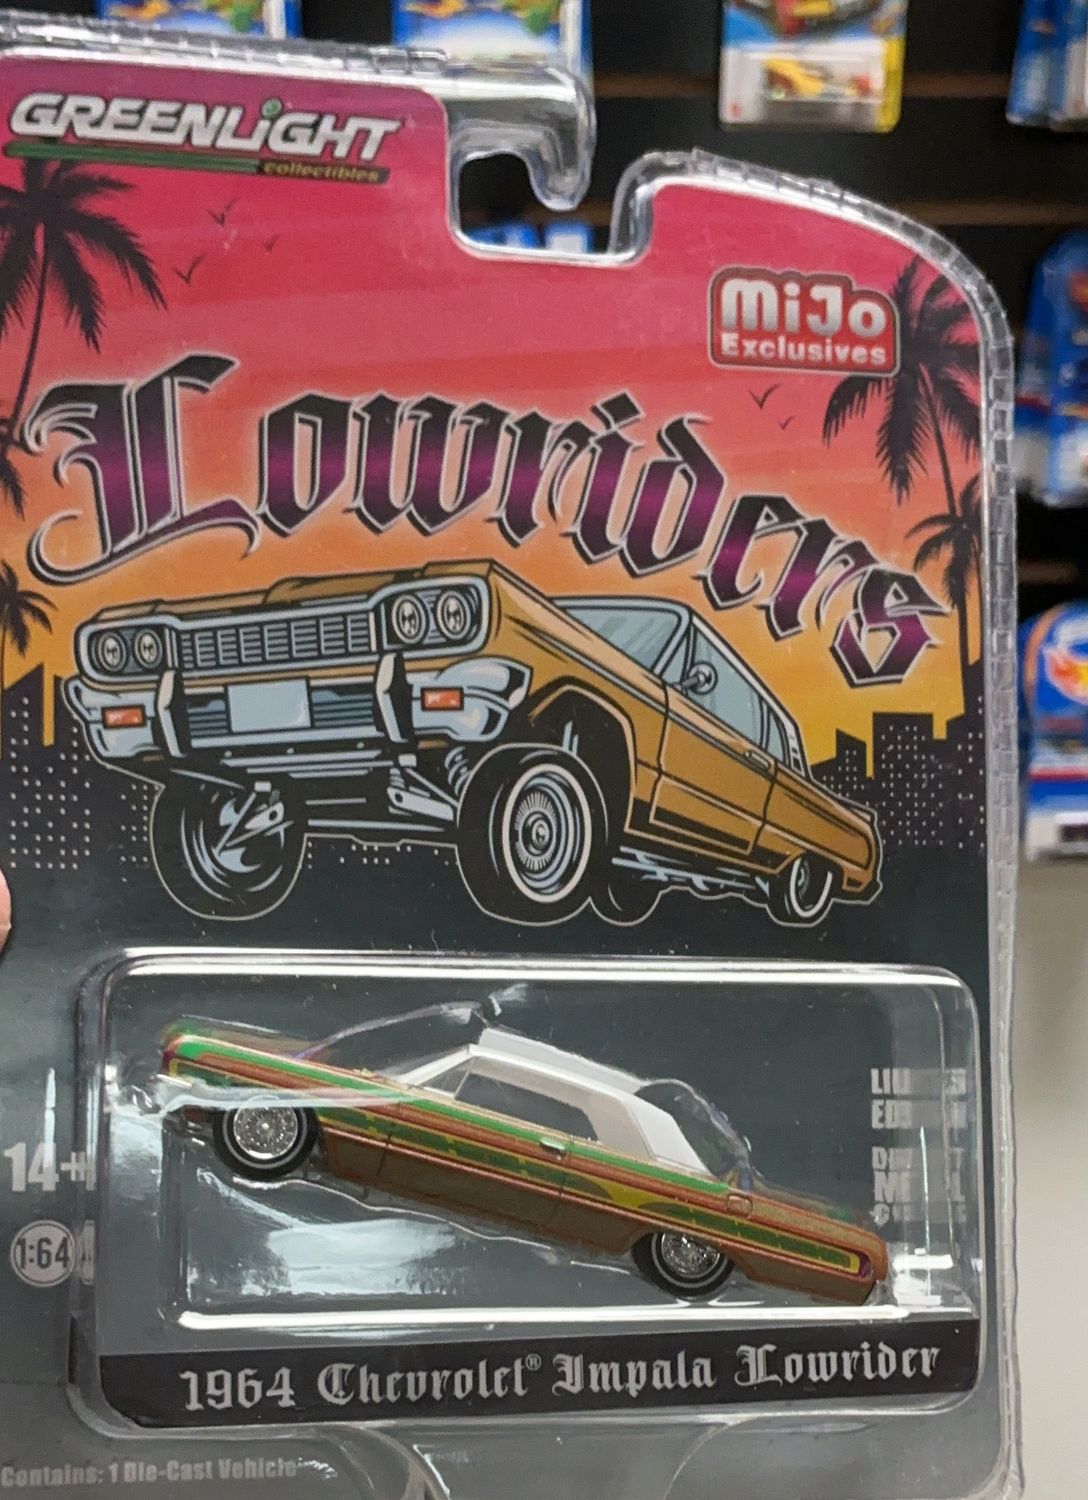 GREENLiGHT
collectibles
MiJo
Exclusives
Lowriders
14+
1:64
1964 Chevrolet® Impala Lowrider
Contains: 1 Die-Cast Vehicle